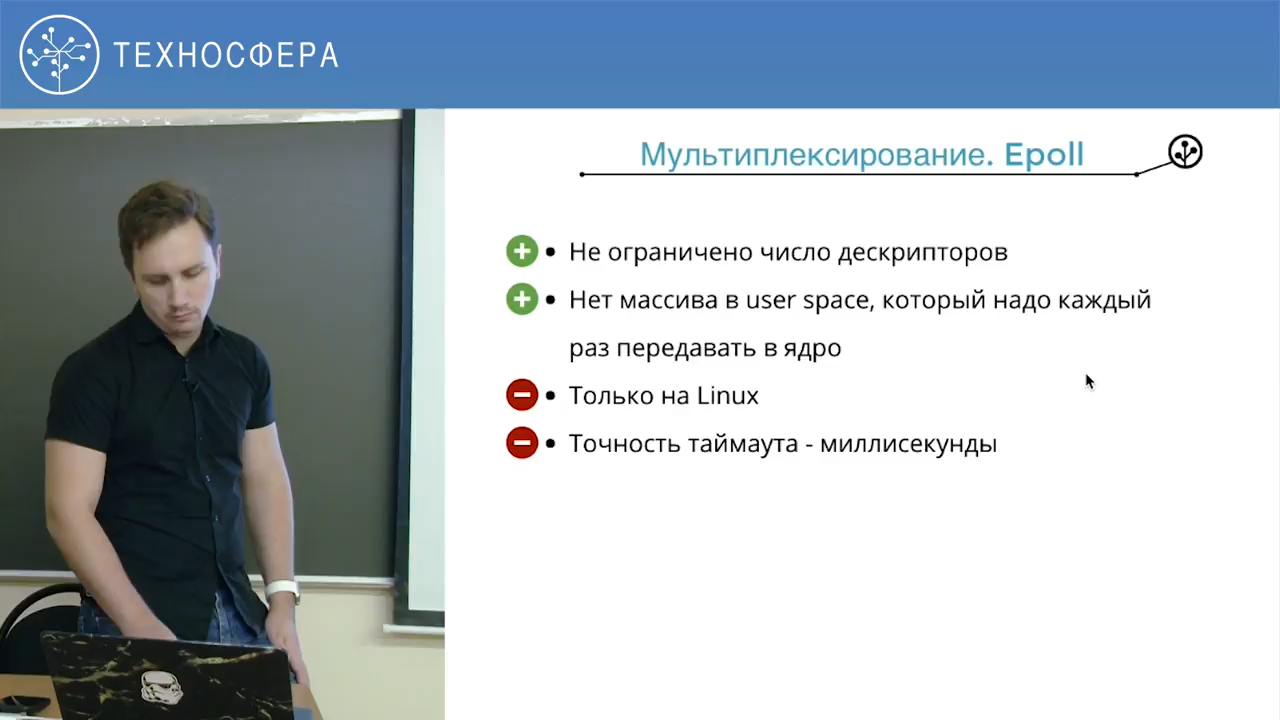 ТЕХНОСФЕРА
Мультиплексирование. Epoll
• Не ограничено число дескрипторов
• Нет массива в user space, который надо каждый
раз передавать в ядро
• Только на Linux
• Точность таймаута - миллисекунды